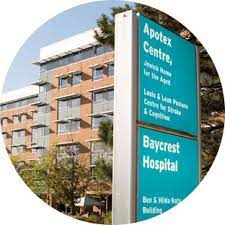 Apotex
Centre,
Jewish Home
for the Aged
Louis & Leah Posluns
Centre for Stroke
& Cognition
Baycrest
Hospital
Ben & Hilda Katz
Building